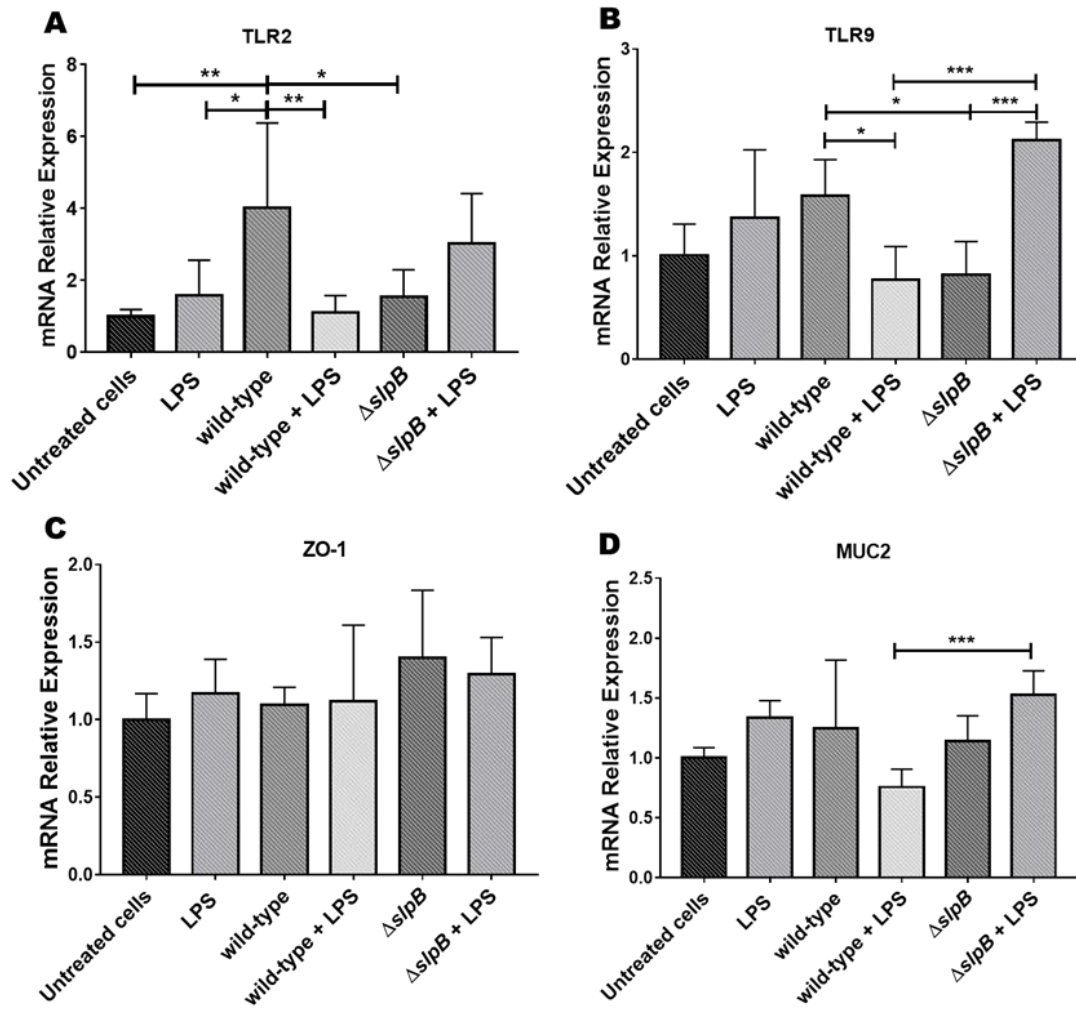 A
TLR2
mRNA Relative Expression
8
6
4
2
0
**
*
*
**
Untreated cells
LPS
wild-type
wild-type + LPS
ΔslpB
ΔslpB + LPS
B
TLR9
mRNA Relative Expression
3
2
1
0
***
*
***
*
Untreated cells
LPS
wild-type
wild-type + LPS
ΔslpB
ΔslpB + LPS
C
ZO-1
mRNA Relative Expression
2.0
1.5
1.0
0.5
0.0
Untreated cells
LPS
wild-type
wild-type + LPS
ΔslpB
ΔslpB + LPS
D
MUC2
mRNA Relative Expression
2.5
2.0
1.5
1.0
0.5
0.0
***
Untreated cells
LPS
wild-type
wild-type + LPS
ΔslpB
ΔslpB + LPS